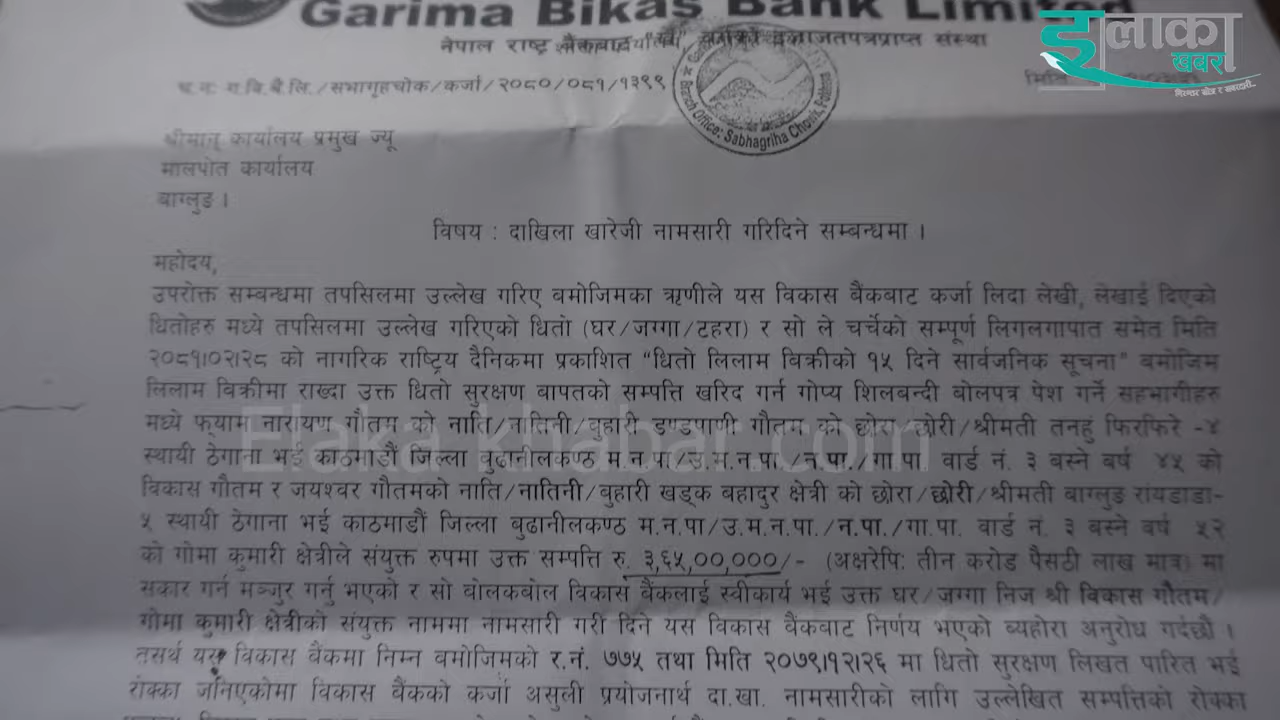 Garima Bikas Bank Limited
नेपाल राष्ट्र बैंकबाट इजाजतपत्रप्राप्त संस्था
इलाका
खबर
च.नं. ग.वि.बै.लि./सभागृहचोक/कर्जा/२०८०/०८१/१३९९
मिति
Branch Office: Sabhagriha Chowk, Pokhara
श्रीमान् कार्यालय प्रमुख ज्यू
मालपोत कार्यालय
बाग्लुङ ।
विषय : दाखिला खारेजी नामसारी गरिदिने सम्बन्धमा ।
महोदय,
उपरोक्त सम्बन्धमा तपसिलमा उल्लेख गरिए बमोजिमका ऋणीले यस विकास बैंकबाट कर्जा लिदा लेखी, लेखाई दिएको
धितोहरु मध्ये तपसिलमा उल्लेख गरिएको धितो (घर/जग्गा/टहरा) र सो ले चर्चेको सम्पूर्ण लिगलगापात समेत मिति
२०८१।०२।२८ को नागरिक राष्ट्रिय दैनिकमा प्रकाशित "धितो लिलाम बिक्रीको १५ दिने सार्वजनिक सूचना" बमोजिम
लिलाम बिक्रीमा राख्दा उक्त धितो सुरक्षण बापतको सम्पत्ति खरिद गर्न गोप्य शिलबन्दी बोलपत्र पेश गर्ने सहभागीहरु
मध्ये फयाम नारायण गौतम को नाति/नातिनी/बुहारी डण्डपाणी गौतम को छोरा/छोरी/श्रीमती तनहुं फिरफिरे -४
स्थायी ठेगाना भई काठमाडौं जिल्ला बुढानीलकण्ठ म.न.पा/उ.म.न.पा./न.पा./गा.पा. वार्ड नं. ३ बस्ने वर्ष ४५ को
विकास गौतम र जयश्वर गौतमको नाति/नातिनी/बुहारी खड्क बहादुर क्षेत्री को छोरा/छोरी/श्रीमती बाग्लुङ रांयडाडा-
५ स्थायी ठेगाना भई काठमाडौं जिल्ला बुढानीलकण्ठ म.न.पा/उ.म.न.पा./न.पा./गा.पा. वार्ड नं. ३ बस्ने वर्ष ५२
को गोमा कुमारी क्षेत्रीले संयुक्त रुपमा उक्त सम्पत्ति रु. ३,६५,००,०००/- (अक्षरेपि: तीन करोड पैसठी लाख मात्र) मा
सकार गर्न मञ्जुर गर्नु भएको र सो बोलकबोल विकास बैंकलाई स्वीकार्य भई उक्त घर/जग्गा निज श्री विकास गौतम/
गोमा कुमारी क्षेत्रीको संयुक्त नाममा नामसारी गरी दिने यस विकास बैंकबाट निर्णय भएको व्यहोरा अनुरोध गर्दछौं ।
तसर्थ यस विकास बैंकमा निम्न बमोजिमको र.नं. ७७५ तथा मिति २०७९।१२।२६ मा धितो सुरक्षण लिखत पारित भई
रोक्का जनिएकोमा विकास बैंकको कर्जा असुली प्रयोजनार्थ दा.खा. नामसारीको लागि उल्लेखित सम्पत्तिको रोक्का
Elaka khabar.com